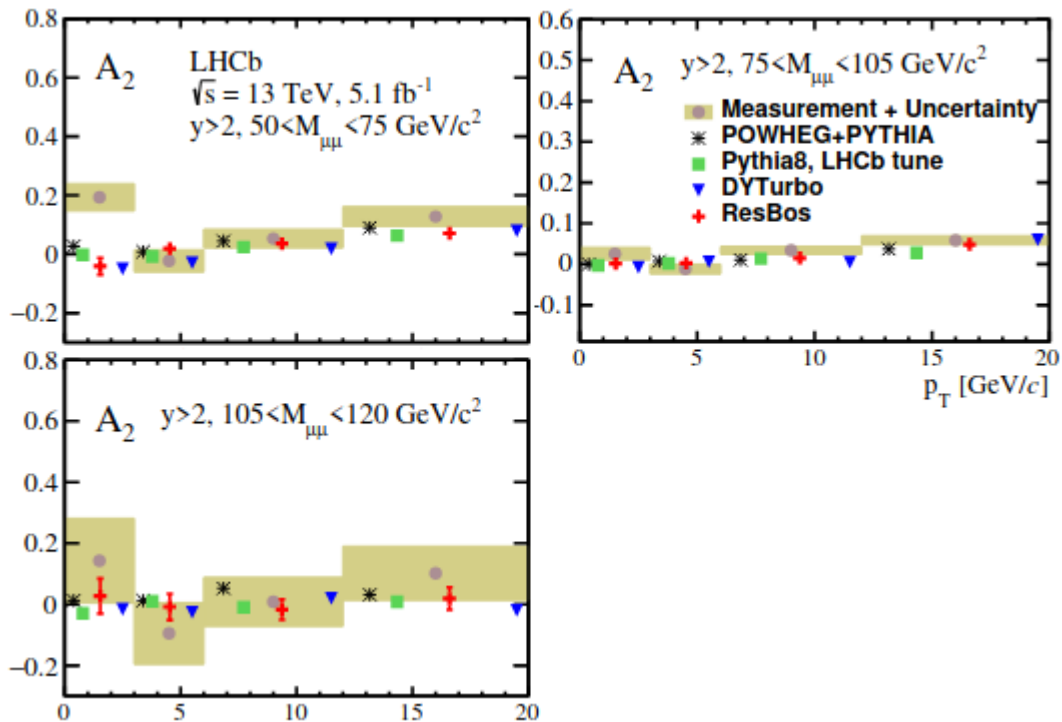 0.8
0.6
0.4
0.2
0
−0.2
A₂
LHCb
√s = 13 TeV, 5.1 fb⁻¹
y>2, 50<M_μμ<75 GeV/c²
0.6
0.5
0.4
0.3
0.2
0.1
0
-0.1
A₂
y>2, 75<M_μμ<105 GeV/c²
Measurement + Uncertainty
POWHEG+PYTHIA
Pythia8, LHCb tune
DYTurbo
ResBos
0 5 10 15 20
p_T [GeV/c]
0.8
0.6
0.4
0.2
0
−0.2
A₂
y>2, 105<M_μμ<120 GeV/c²
0 5 10 15 20